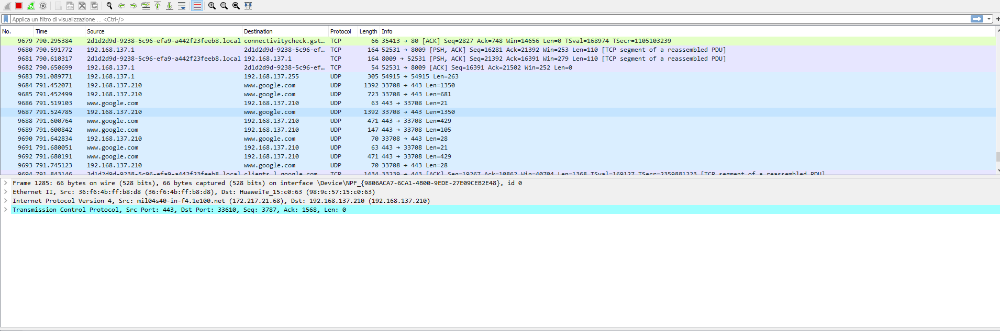 Applica un filtro di visualizzazione ... <Ctrl-/>
No. Time Source Destination Protocol Length Info
9679 790.295384 2d1d2d9d-9238-5c96-efa9-a442f23feeb8.local connectivitycheck.gst… TCP 66 35413 → 80 [ACK] Seq=2827 Ack=748 Win=14656 Len=0 TSval=168974 TSecr=1105103239
9680 790.591772 192.168.137.1 2d1d2d9d-9238-5c96-ef… TCP 164 52531 → 8009 [PSH, ACK] Seq=16281 Ack=21392 Win=253 Len=110 [TCP segment of a reassembled PDU]
9681 790.610317 2d1d2d9d-9238-5c96-efa9-a442f23feeb8.local 192.168.137.1 TCP 164 8009 → 52531 [PSH, ACK] Seq=21392 Ack=16391 Win=279 Len=110 [TCP segment of a reassembled PDU]
9682 790.650699 192.168.137.1 2d1d2d9d-9238-5c96-ef… TCP 54 52531 → 8009 [ACK] Seq=16391 Ack=21502 Win=252 Len=0
9683 791.089771 192.168.137.1 192.168.137.255 UDP 305 54915 → 54915 Len=263
9684 791.452071 192.168.137.210 www.google.com UDP 1392 33708 → 443 Len=1350
9685 791.452499 192.168.137.210 www.google.com UDP 723 33708 → 443 Len=681
9686 791.519103 www.google.com 192.168.137.210 UDP 63 443 → 33708 Len=21
9687 791.524785 192.168.137.210 www.google.com UDP 1392 33708 → 443 Len=1350
9688 791.600764 www.google.com 192.168.137.210 UDP 471 443 → 33708 Len=429
9689 791.600842 www.google.com 192.168.137.210 UDP 147 443 → 33708 Len=105
9690 791.642834 192.168.137.210 www.google.com UDP 70 33708 → 443 Len=28
9691 791.680051 www.google.com 192.168.137.210 UDP 63 443 → 33708 Len=21
9692 791.680191 www.google.com 192.168.137.210 UDP 471 443 → 33708 Len=429
9693 791.745123 192.168.137.210 www.google.com UDP 70 33708 → 443 Len=28
9694 791.843146 2d1d2d9d-9238-5c96-efa9-a442f23feeb8.local clients.l.google.com TCP 1434 33239 → 443 [ACK] Seq=19267 Ack=10862 Win=40704 Len=1368 TSval=169127 TSecr=2359881223 [TCP segment of a reassembled PDU]
Frame 1285: 66 bytes on wire (528 bits), 66 bytes captured (528 bits) on interface \Device\NPF_{9806ACA7-6CA1-4B00-9EDE-27E09CEB2E48}, id 0
Ethernet II, Src: 36:f6:4b:ff:b8:d8 (36:f6:4b:ff:b8:d8), Dst: HuaweiTe_15:c0:63 (98:9c:57:15:c0:63)
Internet Protocol Version 4, Src: mil04s40-in-f4.1e100.net (172.217.21.68), Dst: 192.168.137.210 (192.168.137.210)
Transmission Control Protocol, Src Port: 443, Dst Port: 33610, Seq: 3787, Ack: 1568, Len: 0